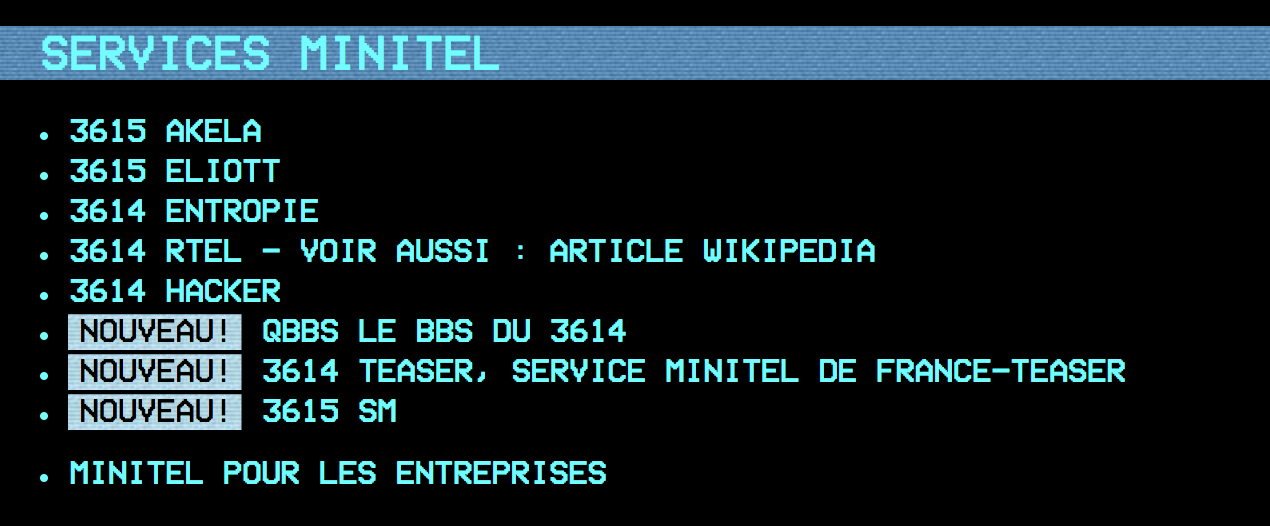 SERVICES MINITEL
• 3615 AKELA
• 3615 ELIOTT
• 3614 ENTROPIE
• 3614 RTEL - VOIR AUSSI : ARTICLE WIKIPEDIA
• 3614 HACKER
• NOUVEAU! QBBS LE BBS DU 3614
• NOUVEAU! 3614 TEASER, SERVICE MINITEL DE FRANCE-TEASER
• NOUVEAU! 3615 SM
• MINITEL POUR LES ENTREPRISES